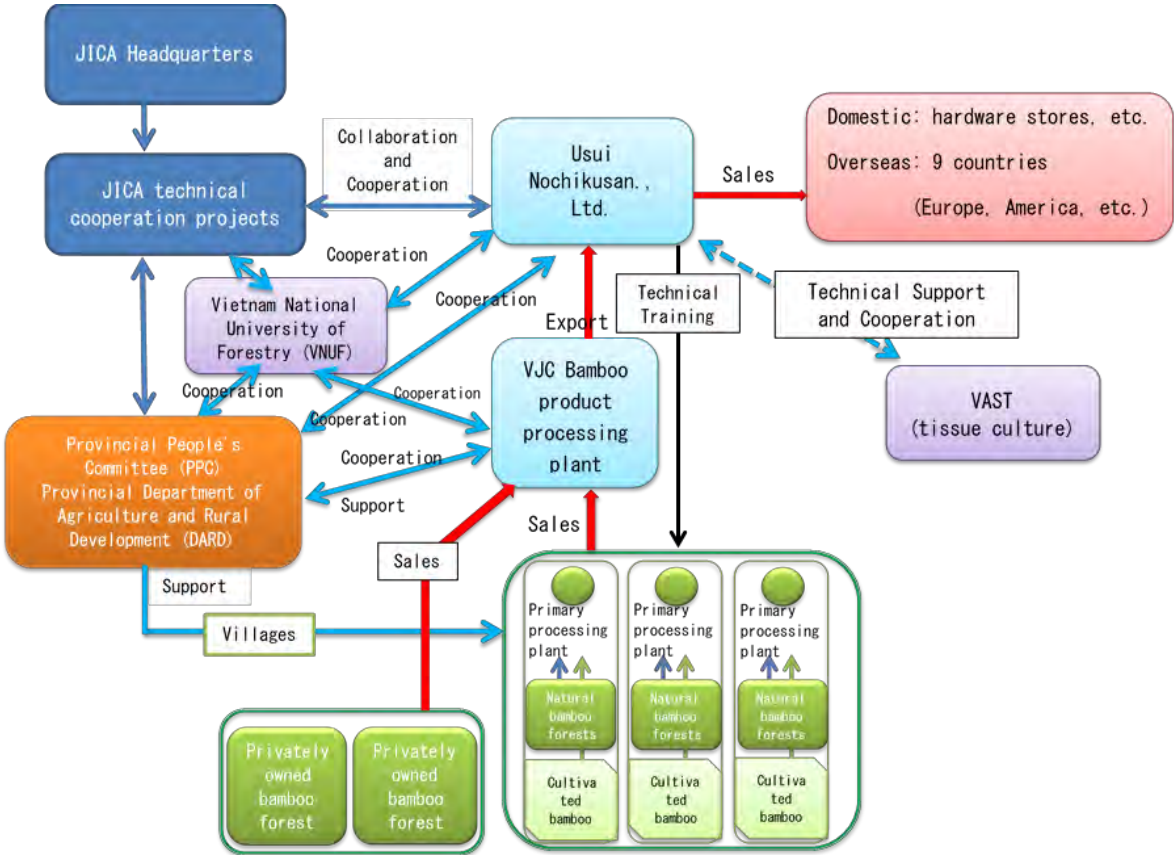 JICA Headquarters
JICA technical
cooperation projects
Collaboration
and
Cooperation
Usui
Nochikusan.,
Ltd.
Sales
Domestic: hardware stores, etc.
Overseas: 9 countries
(Europe, America, etc.)
Cooperation
Vietnam National
University of
Forestry (VNUF)
Cooperation
Export
Technical
Training
Technical Support
and Cooperation
VAST
(tissue culture)
Cooperation
Cooperation
Cooperation
VJC Bamboo
product
processing
plant
Provincial People's
Committee (PPC)
Provincial Department of
Agriculture and Rural
Development (DARD)
Cooperation
Support
Sales
Sales
Support
Villages
Primary
processing
plant
Natural
bamboo
forests
Cultiva
ted
bamboo
Primary
processing
plant
Natural
bamboo
forests
Cultiva
ted
bamboo
Primary
processing
plant
Natural
bamboo
forests
Cultiva
ted
bamboo
Privately
owned
bamboo
forest
Privately
owned
bamboo
forest